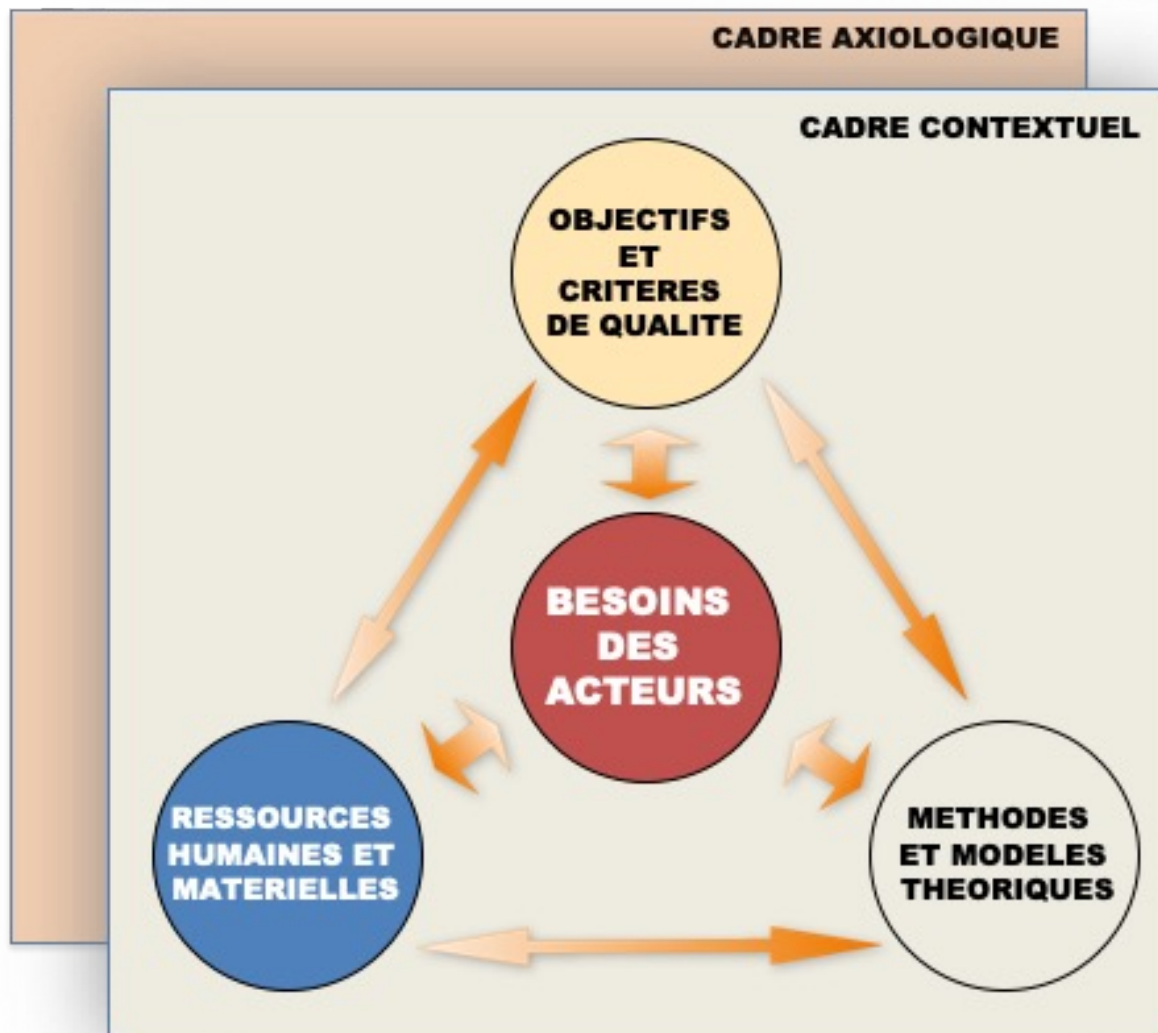 CADRE AXIOLOGIQUE
CADRE CONTEXTUEL
OBJECTIFS
ET
CRITERES
DE QUALITE
BESOINS
DES
ACTEURS
RESSOURCES
HUMAINES ET
MATERIELLES
METHODES
ET MODELES
THEORIQUES